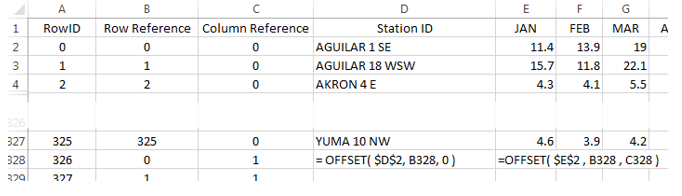 A B C D E F G
1 RowID Row Reference Column Reference Station ID JAN FEB MAR A
2 0 0 0 AGUILAR 1 SE 11.4 13.9 19
3 1 1 0 AGUILAR 18 WSW 15.7 11.8 22.1
4 2 2 0 AKRON 4 E 4.3 4.1 5.5
326
327 325 325 0 YUMA 10 NW 4.6 3.9 4.2
328 326 0 1 = OFFSET( $D$2, B328, 0 ) =OFFSET( $E$2 , B328 , C328 )
329 327 1 1